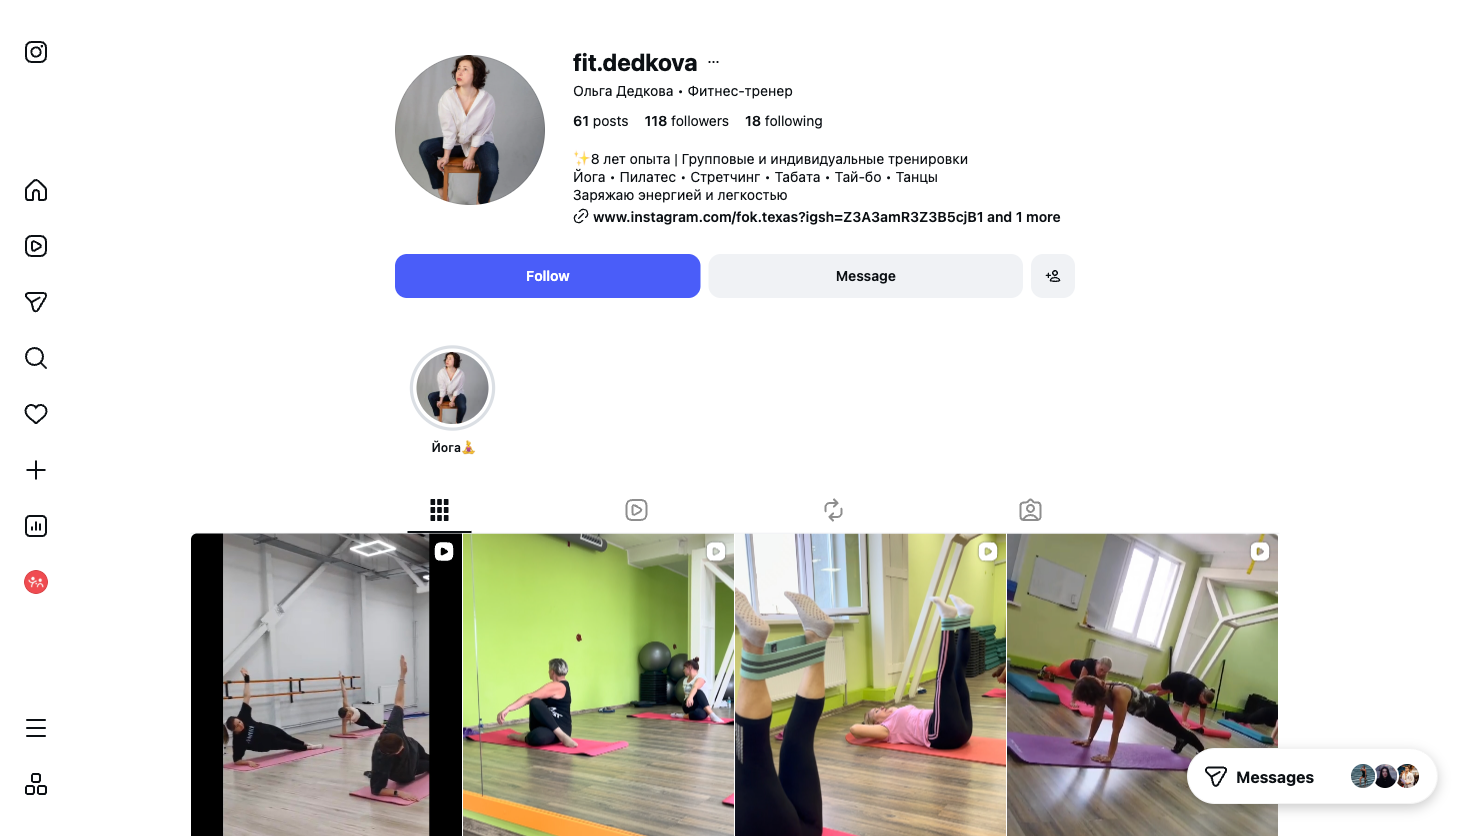 fit.dedkova ...
Ольга Дедкова • Фитнес-тренер
61 posts 118 followers 18 following
✨8 лет опыта | Групповые и индивидуальные тренировки
Йога • Пилатес • Стретчинг • Табата • Тай-бо • Танцы
Заряжаю энергией и легкостью
www.instagram.com/fok.texas?igsh=Z3A3amR3Z3B5cjB1 and 1 more
Follow Message
Йога🧘
Messages